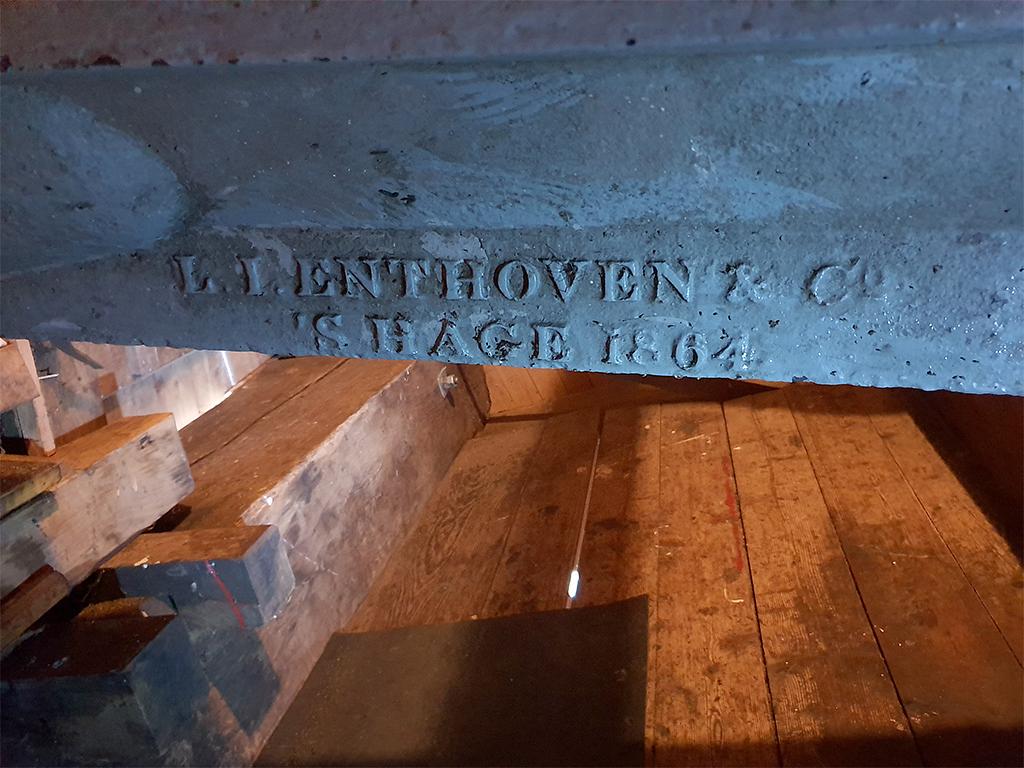 L.I.ENTHOVEN & Cº
'S HAGE 1864